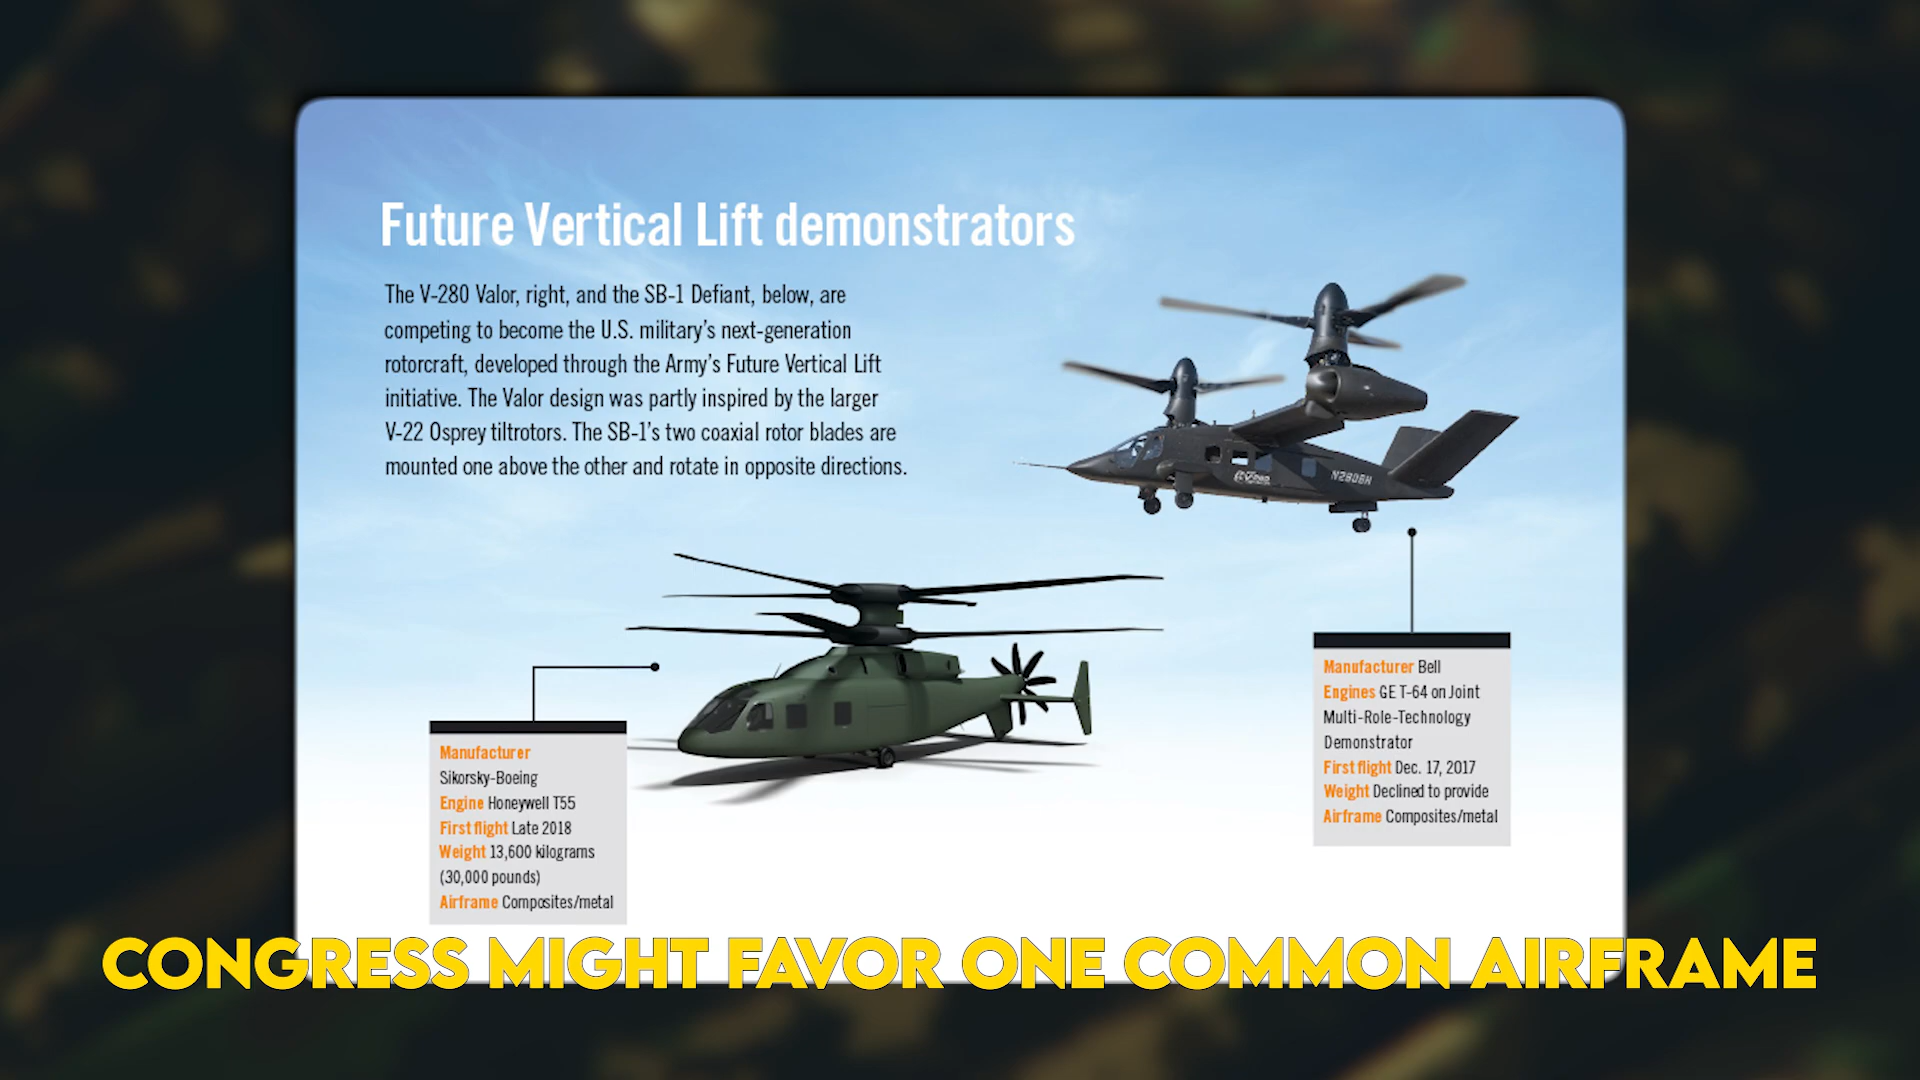 Future Vertical Lift demonstrators
The V-280 Valor, right, and the SB-1 Defiant, below, are
competing to become the U.S. military's next-generation
rotorcraft, developed through the Army's Future Vertical Lift
initiative. The Valor design was partly inspired by the larger
V-22 Osprey tiltrotors. The SB-1's two coaxial rotor blades are
mounted one above the other and rotate in opposite directions.
N280BH
Manufacturer Bell
Engines GE T-64 on Joint
Multi-Role-Technology
Demonstrator
First flight Dec. 17, 2017
Weight Declined to provide
Airframe Composites/metal
Manufacturer
Sikorsky-Boeing
Engine Honeywell T55
First flight Late 2018
Weight 13,600 kilograms
(30,000 pounds)
Airframe Composites/metal
CONGRESS MIGHT FAVOR ONE COMMON AIRFRAME